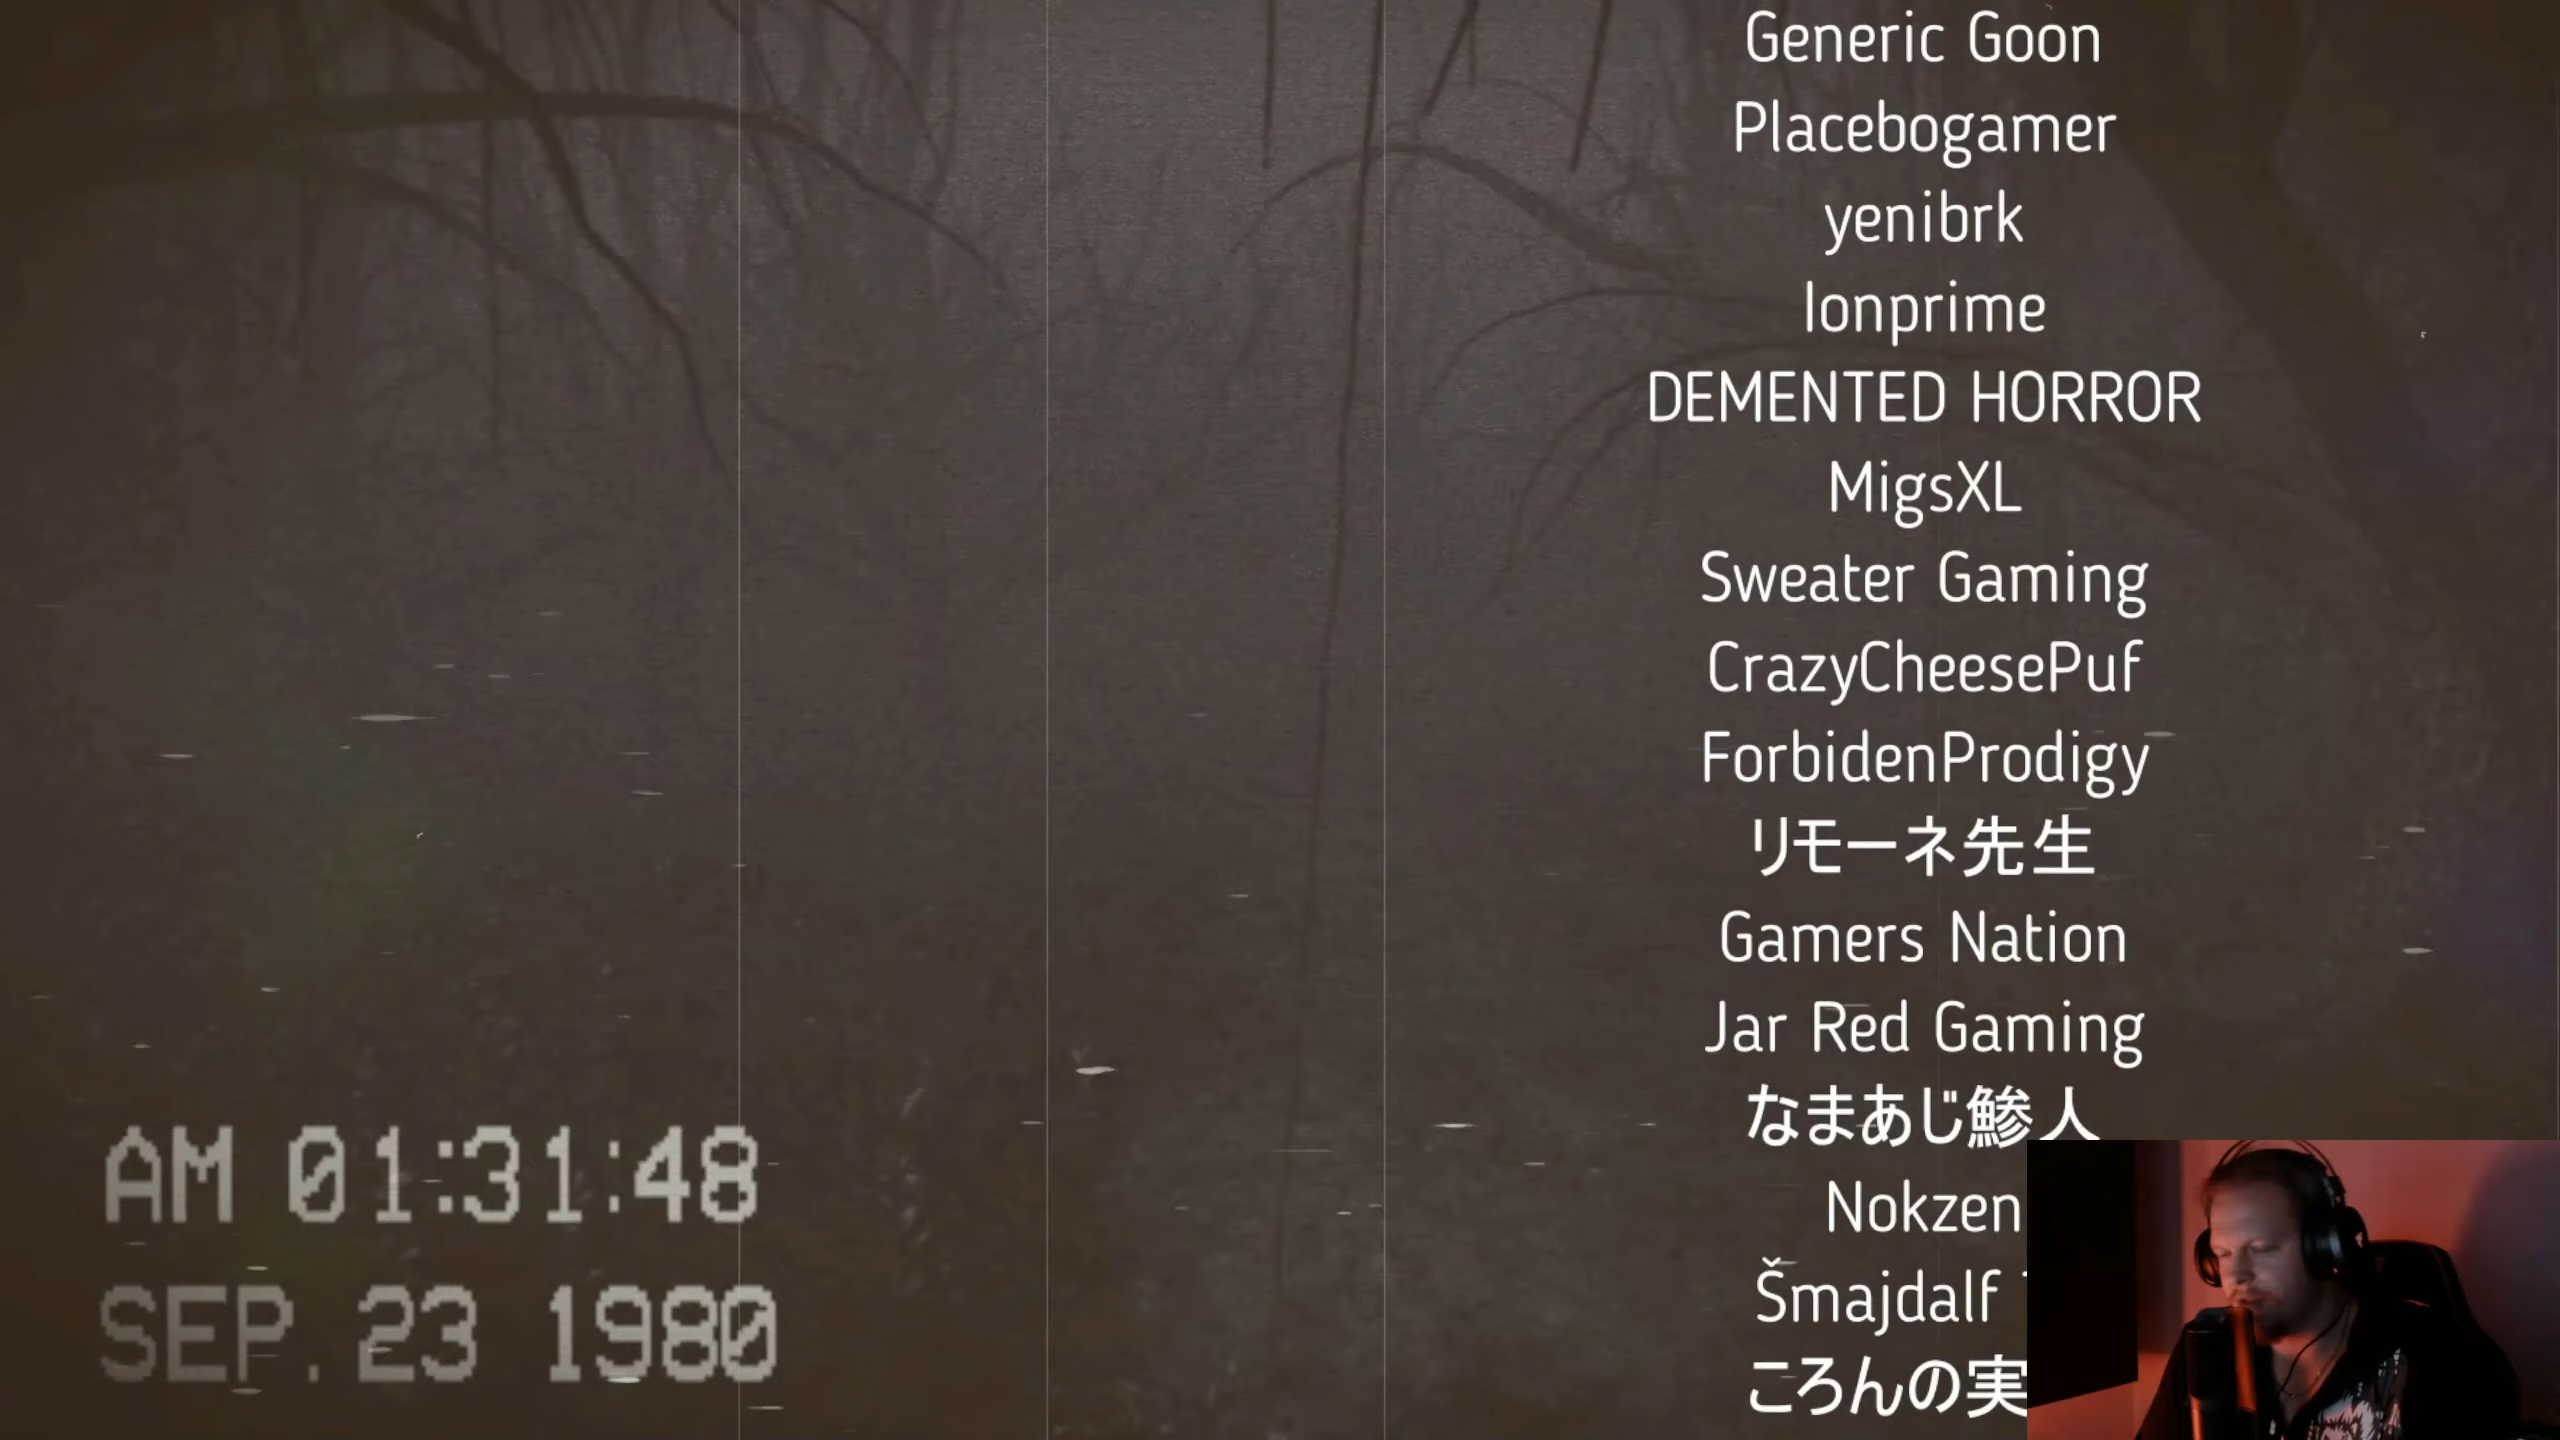 Generic Goon
Placebogamer
yenibrk
Ionprime
DEMENTED HORROR
MigsXL
Sweater Gaming
CrazyCheesePuf
ForbidenProdigy
リモーネ先生
Gamers Nation
Jar Red Gaming
なまあじ鯵人
Nokzen
Šmajdalf
ころんの実
AM 01:31:48
SEP. 23 1980